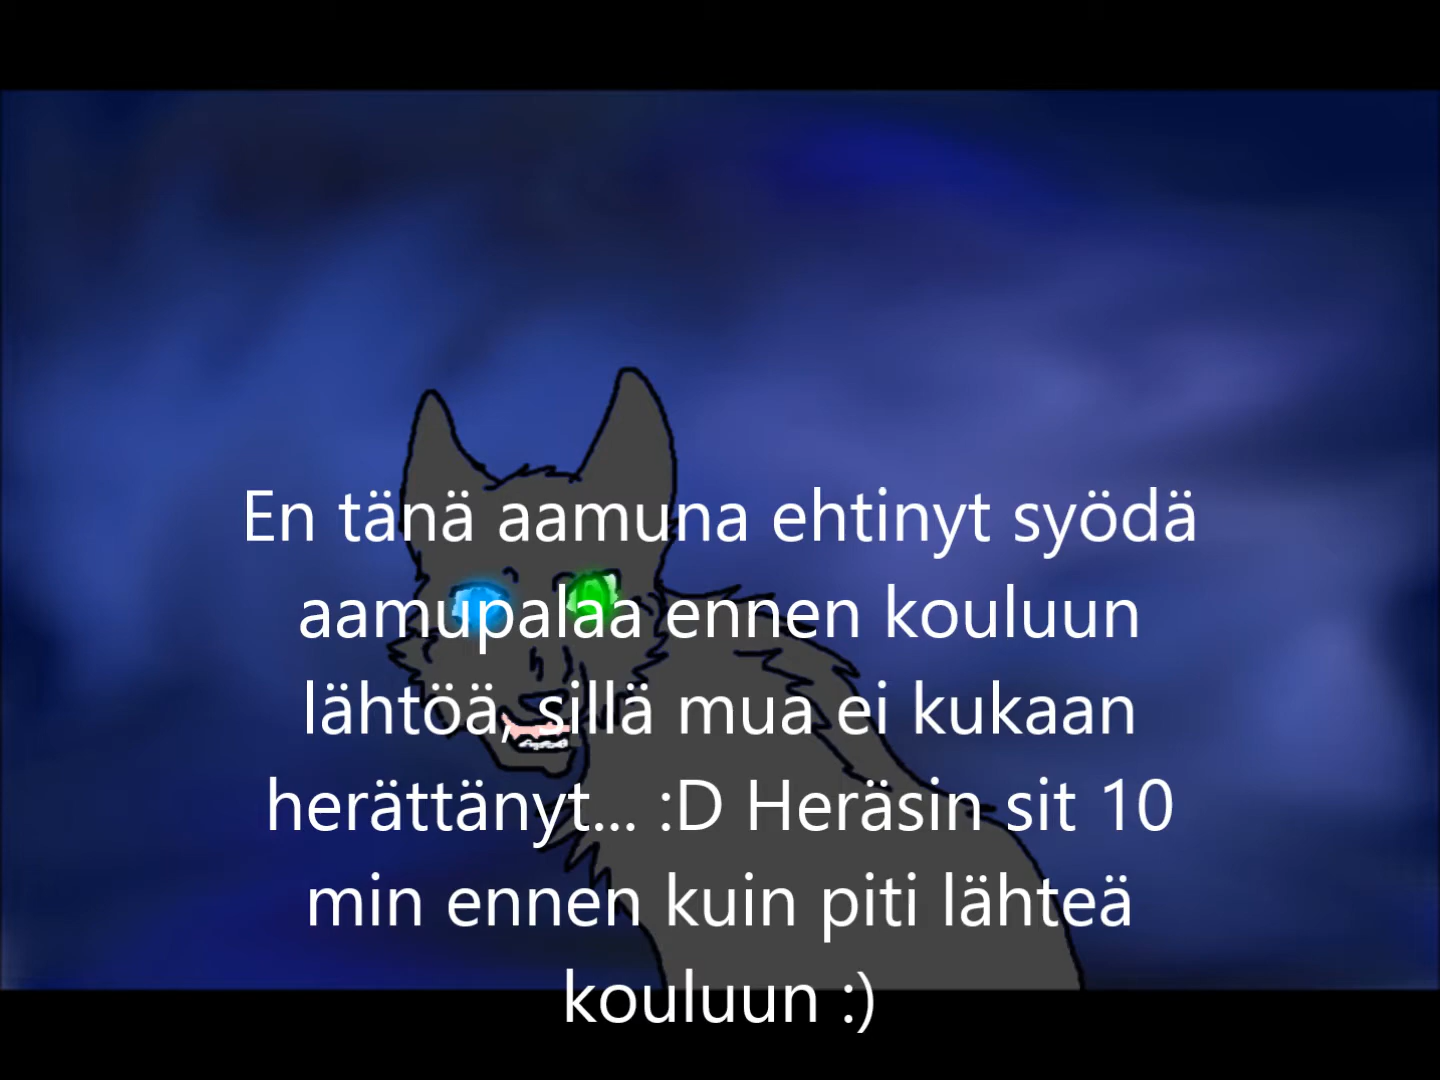 En tänä aamuna ehtinyt syödä
aamupalaa ennen kouluun
lähtöä, sillä mua ei kukaan
herättänyt... :D Heräsin sit 10
min ennen kuin piti lähteä
kouluun :)